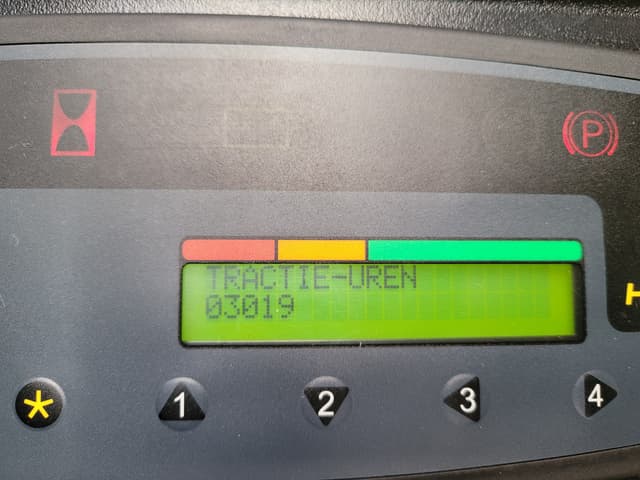 P
TRACTIE-UREN
03019
1 2 3 4